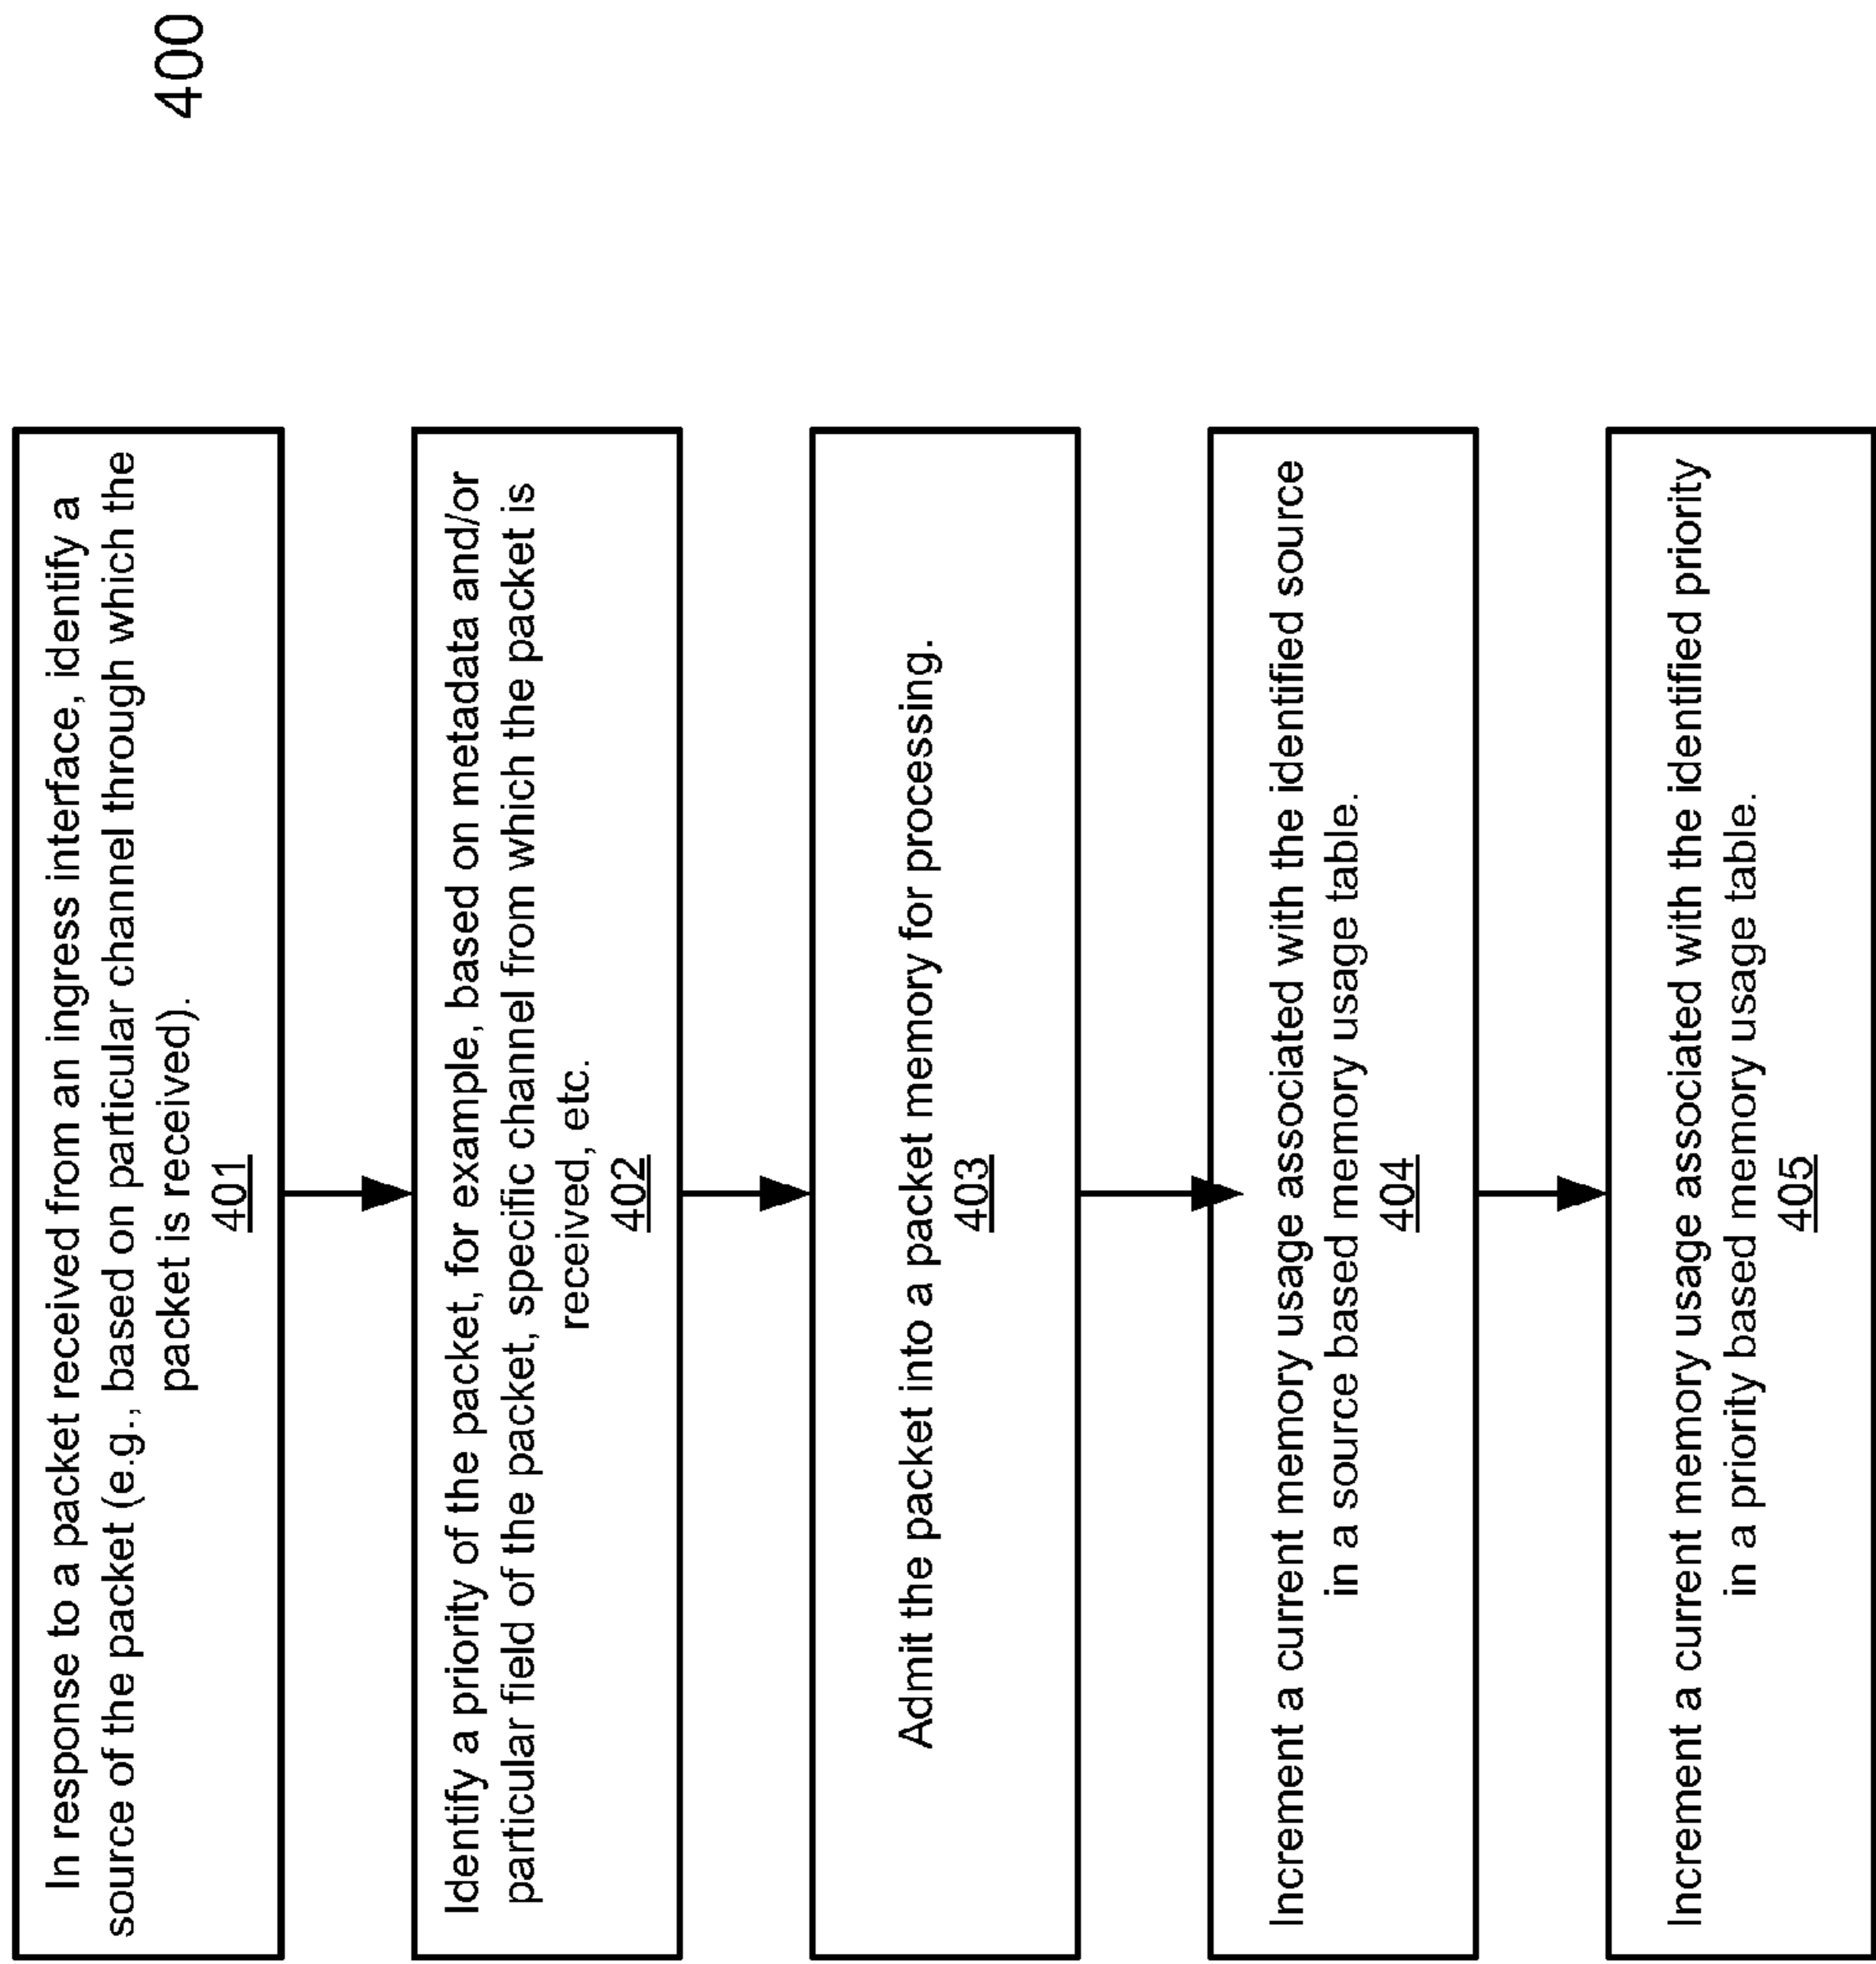 400
In response to a packet received from an ingress interface, identify a
source of the packet (e.g., based on particular channel through which the
packet is received).
401
Identify a priority of the packet, for example, based on metadata and/or
particular field of the packet, specific channel from which the packet is
received, etc.
402
Admit the packet into a packet memory for processing.
403
Increment a current memory usage associated with the identified source
in a source based memory usage table.
404
Increment a current memory usage associated with the identified priority
in a priority based memory usage table.
405